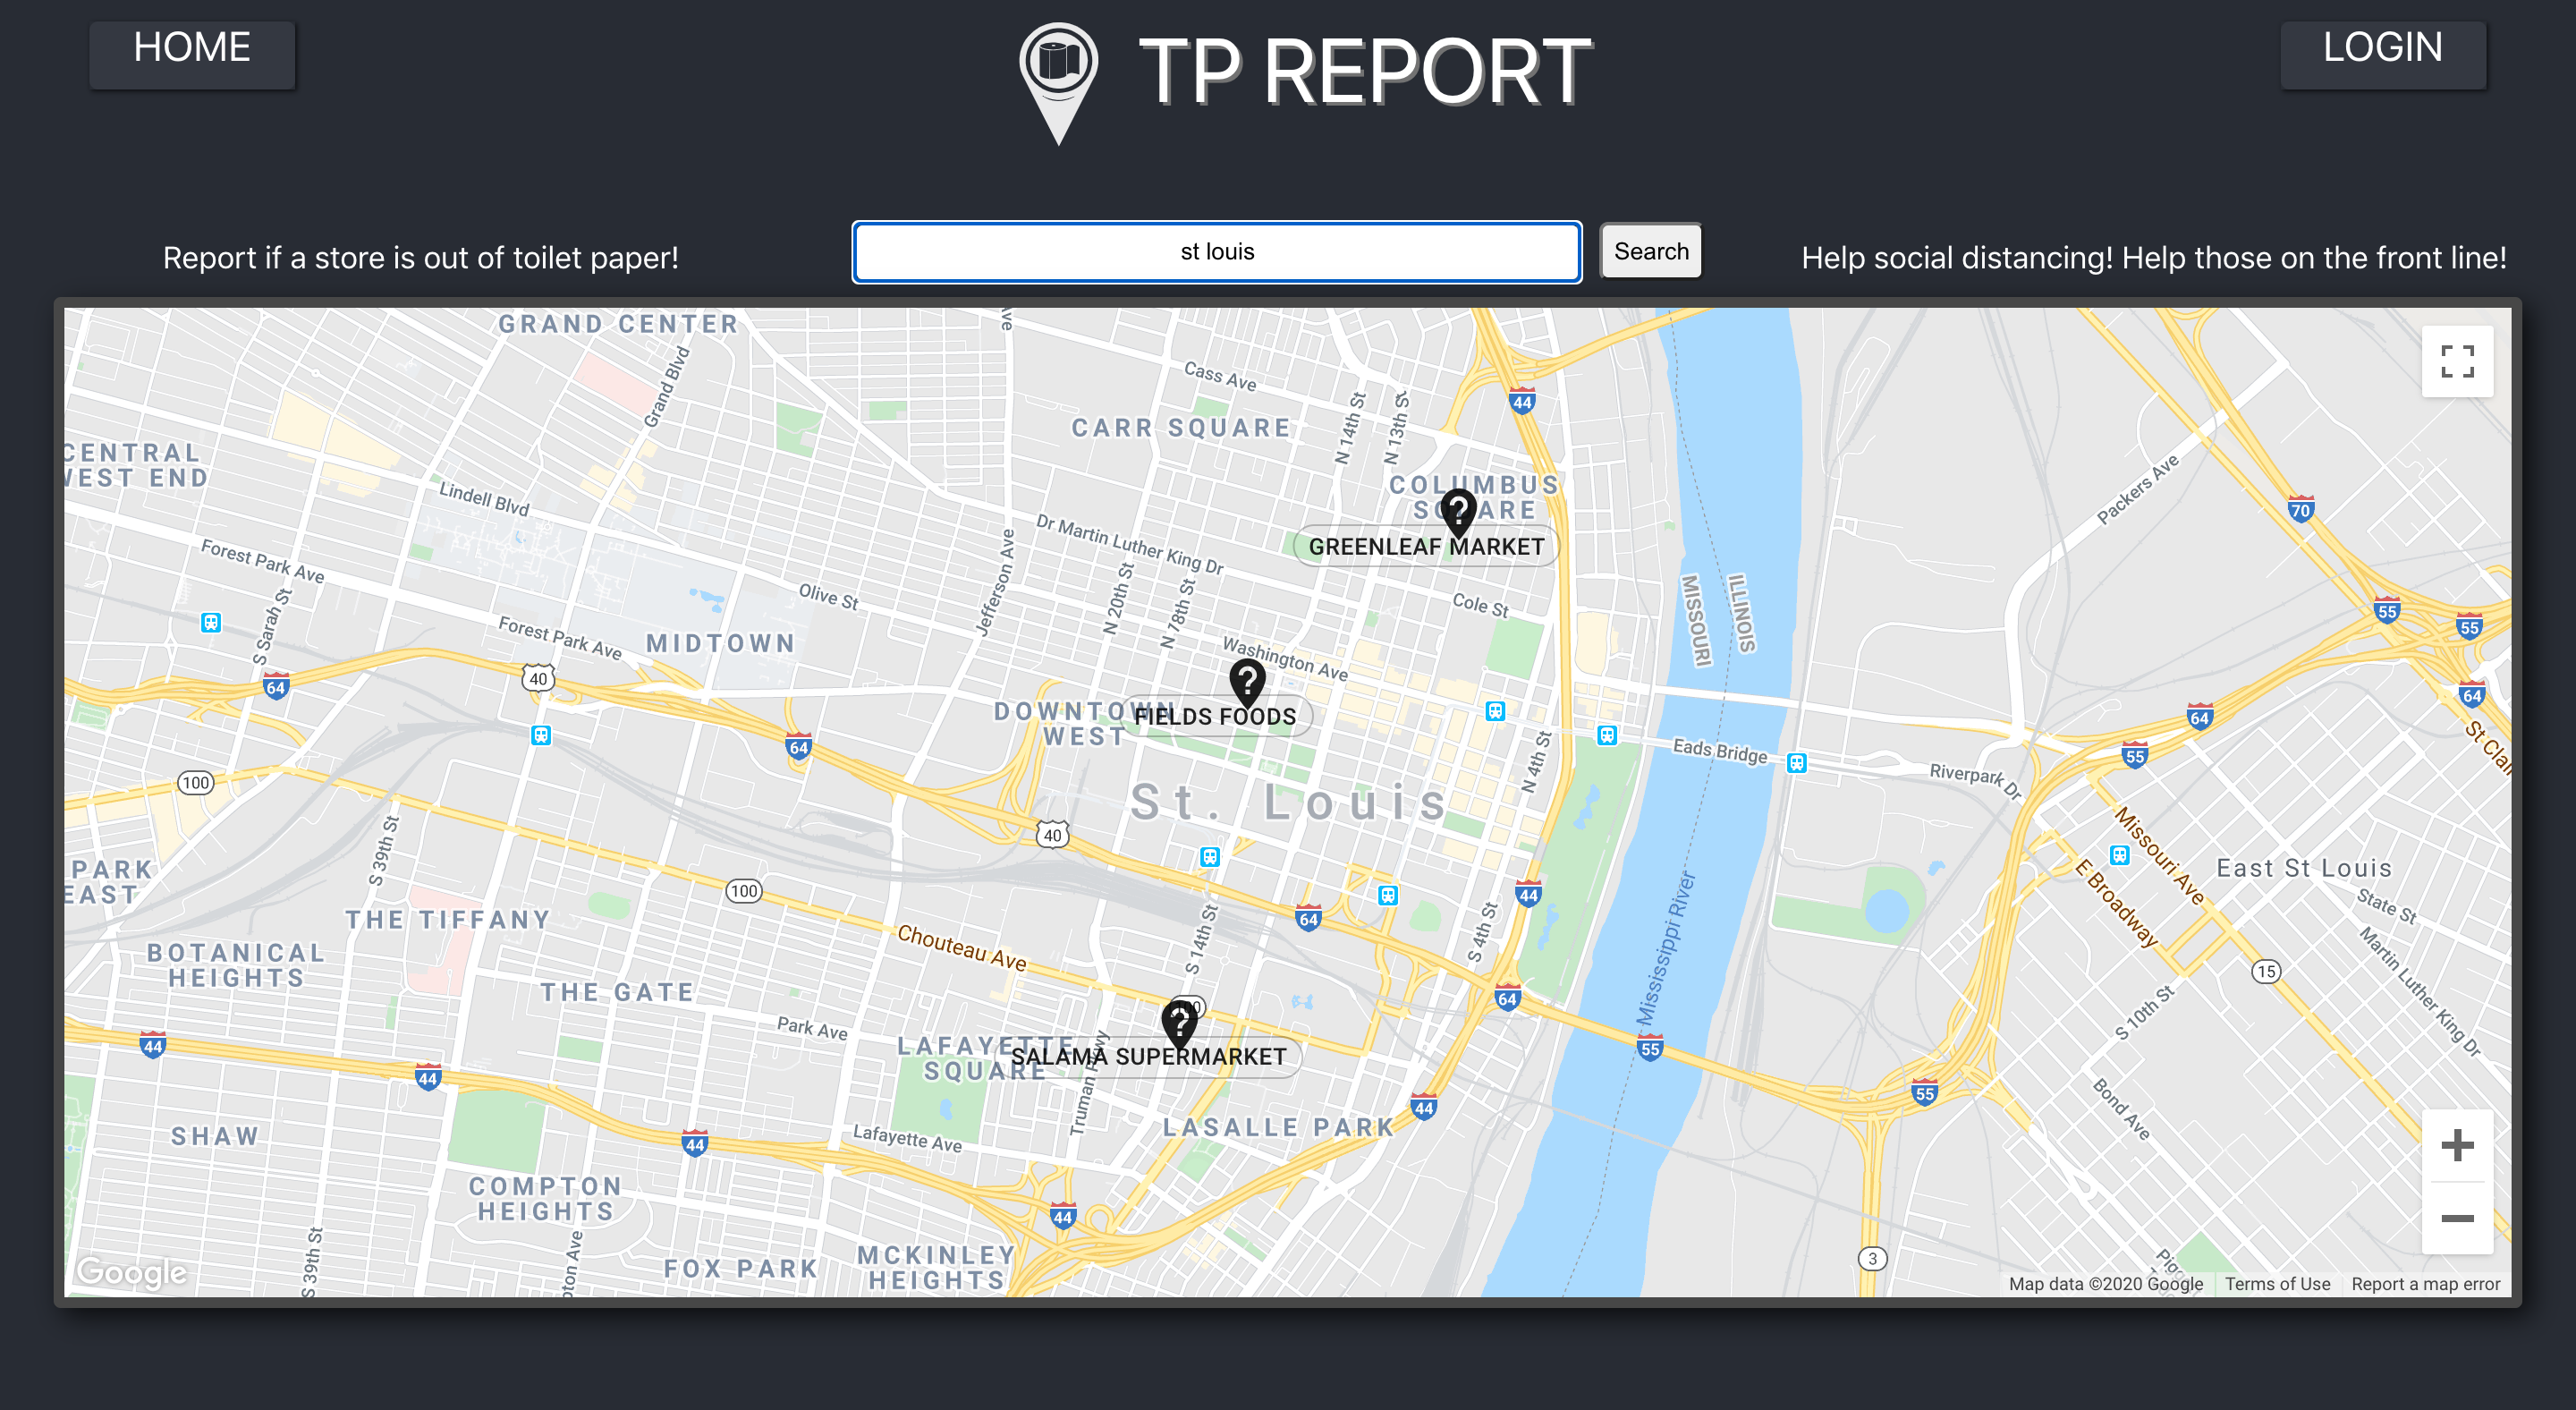 HOME
TP REPORT
LOGIN
Report if a store is out of toilet paper!
st louis
Search
Help social distancing! Help those on the front line!
GRAND CENTER
Ave
Grand Blvd
Cass Ave
44
CARR SQUARE
N 14th St
N 13th St
CENTRAL
WEST END
Lindell Blvd
COLUMBUS
SQUARE
?
GREENLEAF MARKET
Packers Ave
70
Dr Martin Luther King Dr
Forest Park Ave
Jefferson Ave
N 20th St
N 18th St
Olive St
Cole St
MISSOURI
ILLINOIS
55
55
S Sarah St
Forest Park Ave
MIDTOWN
Washington Ave
64
40
?
FIELDS FOODS
DOWNTOWN
WEST
64
64
64
55
St Clair
N 4th St
Eads Bridge
Riverpark Dr
100
St. Louis
40
S 39th St
Missouri Ave
E Broadway
East St Louis
State St
PARK
EAST
100
THE TIFFANY
64
44
Chouteau Ave
S 14th St
S 4th St
Mississippi River
Martin Luther King Dr
BOTANICAL
HEIGHTS
15
THE GATE
64
100
?
SALAMA SUPERMARKET
Park Ave
LAFAYETTE
SQUARE
S 10th St
44
44
55
55
Truman Pkwy
44
Bond Ave
SHAW
44
Lafayette Ave
LASALLE PARK
COMPTON
HEIGHTS
44
S 39th St
FOX PARK
MCKINLEY
HEIGHTS
3
Google
Map data ©2020 Google
Terms of Use
Report a map error